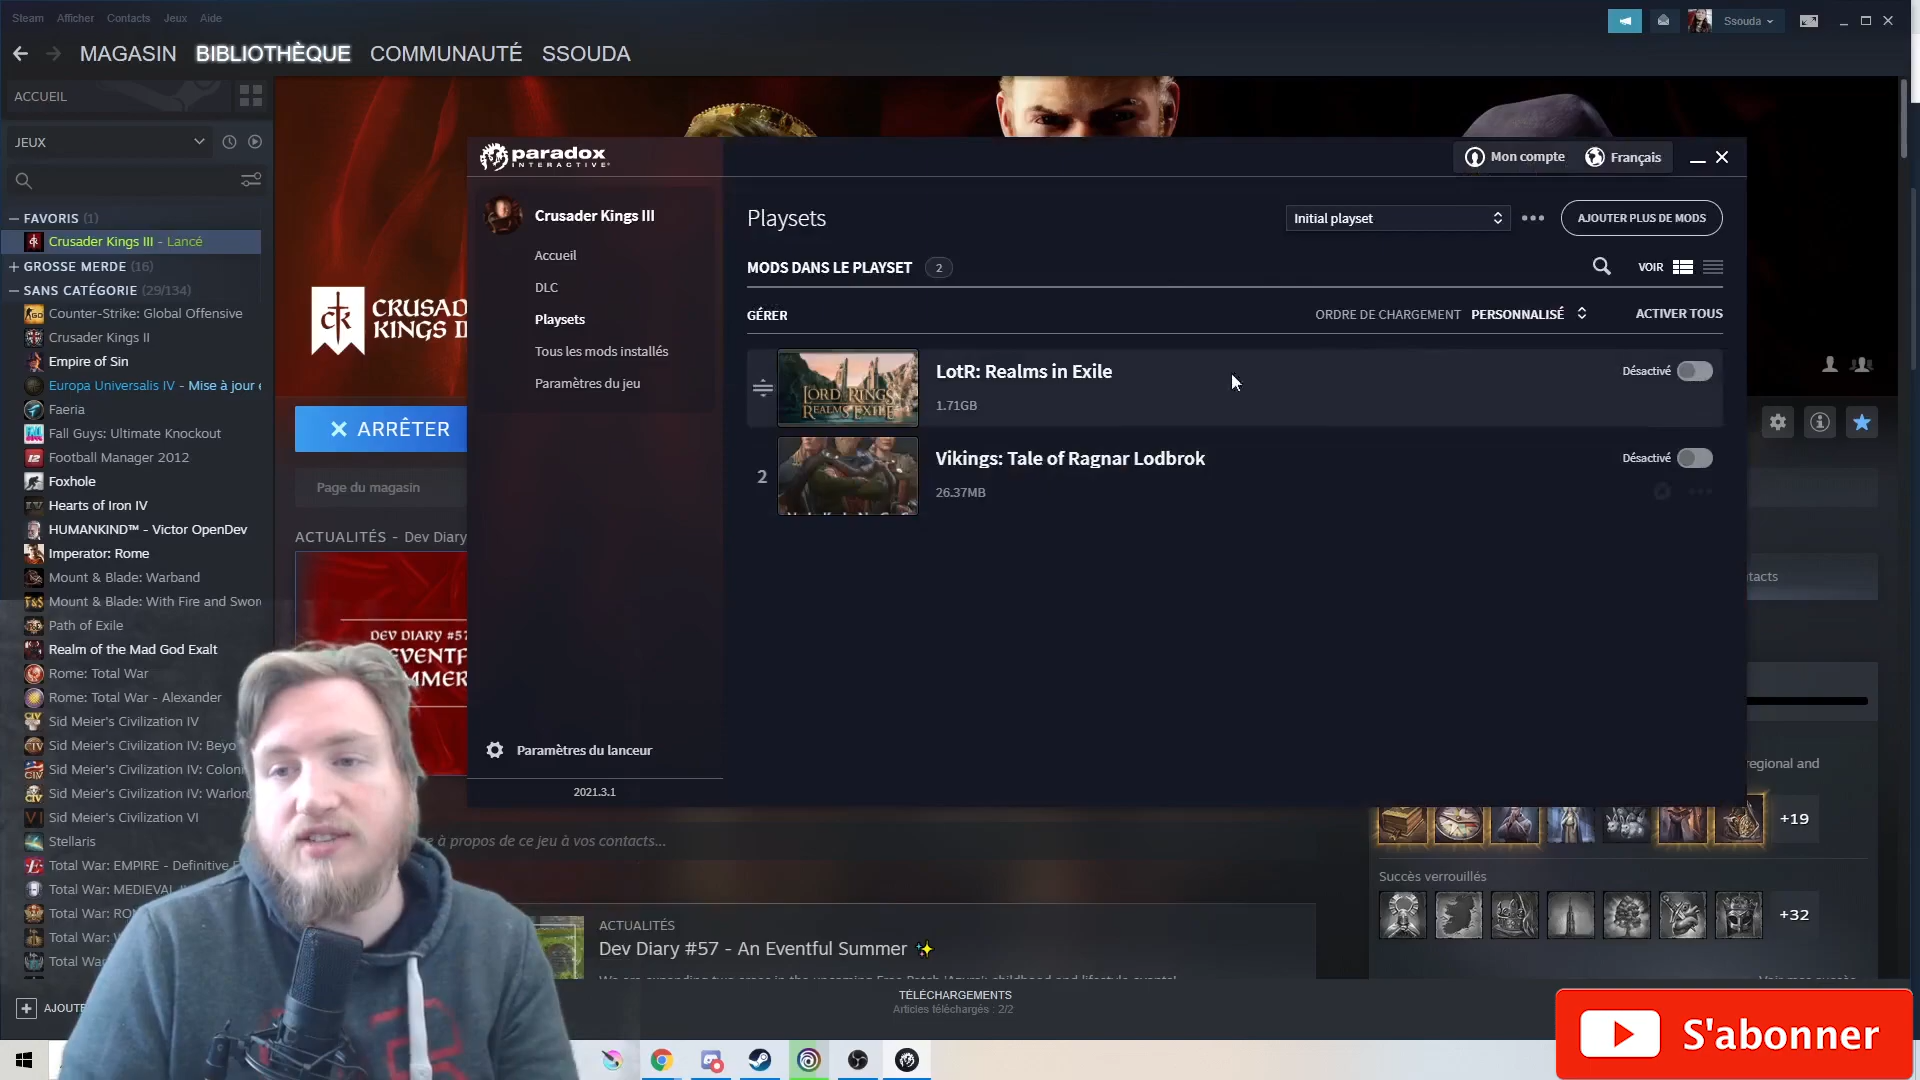 Steam Afficher Contacts Jeux Aide
Ssouda
MAGASIN BIBLIOTHÈQUE COMMUNAUTÉ SSOUDA
ACCUEIL
JEUX
FAVORIS (1)
Crusader Kings III - Lancé
GROSSE MERDE (16)
SANS CATÉGORIE (29/134)
Counter-Strike: Global Offensive
Crusader Kings II
Empire of Sin
Europa Universalis IV - Mise à jour
Faeria
Fall Guys: Ultimate Knockout
Football Manager 2012
Foxhole
Hearts of Iron IV
HUMANKIND™ - Victor OpenDev
Imperator: Rome
Mount & Blade: Warband
Mount & Blade: With Fire and Swor
Path of Exile
Realm of the Mad God Exalt
Rome: Total War
Rome: Total War - Alexander
Sid Meier's Civilization IV
Sid Meier's Civilization IV: Beyo
Sid Meier's Civilization IV: Colon
Sid Meier's Civilization IV: Warlor
Sid Meier's Civilization VI
Stellaris
Total War: EMPIRE - Definitive
Total War: MEDIEVAL
Total War: RO
Total War:
Total Wa
AJOUT
CRUSAD
KINGS I
ARRÊTER
Page du magasin
ACTUALITÉS - Dev Diary
DEV DIARY #57
EVENTF
MMER
paradox
INTERACTIVE
Mon compte Français
Crusader Kings III
Accueil
DLC
Playsets
Tous les mods installés
Paramètres du jeu
Paramètres du lanceur
2021.3.1
Playsets
Initial playset
AJOUTER PLUS DE MODS
MODS DANS LE PLAYSET 2
VOIR
GÉRER
ORDRE DE CHARGEMENT PERSONNALISÉ
ACTIVER TOUS
LORD RINGS
REALMS EXILE
LotR: Realms in Exile
1.71GB
Désactivé
2
Vikings: Tale of Ragnar Lodbrok
26.37MB
Désactivé
tacts
regional and
+19
Succès verrouillés
+32
e à propos de ce jeu à vos contacts...
ACTUALITÉS
Dev Diary #57 - An Eventful Summer
TÉLÉCHARGEMENTS
Articles téléchargés : 2/2
S'abonner